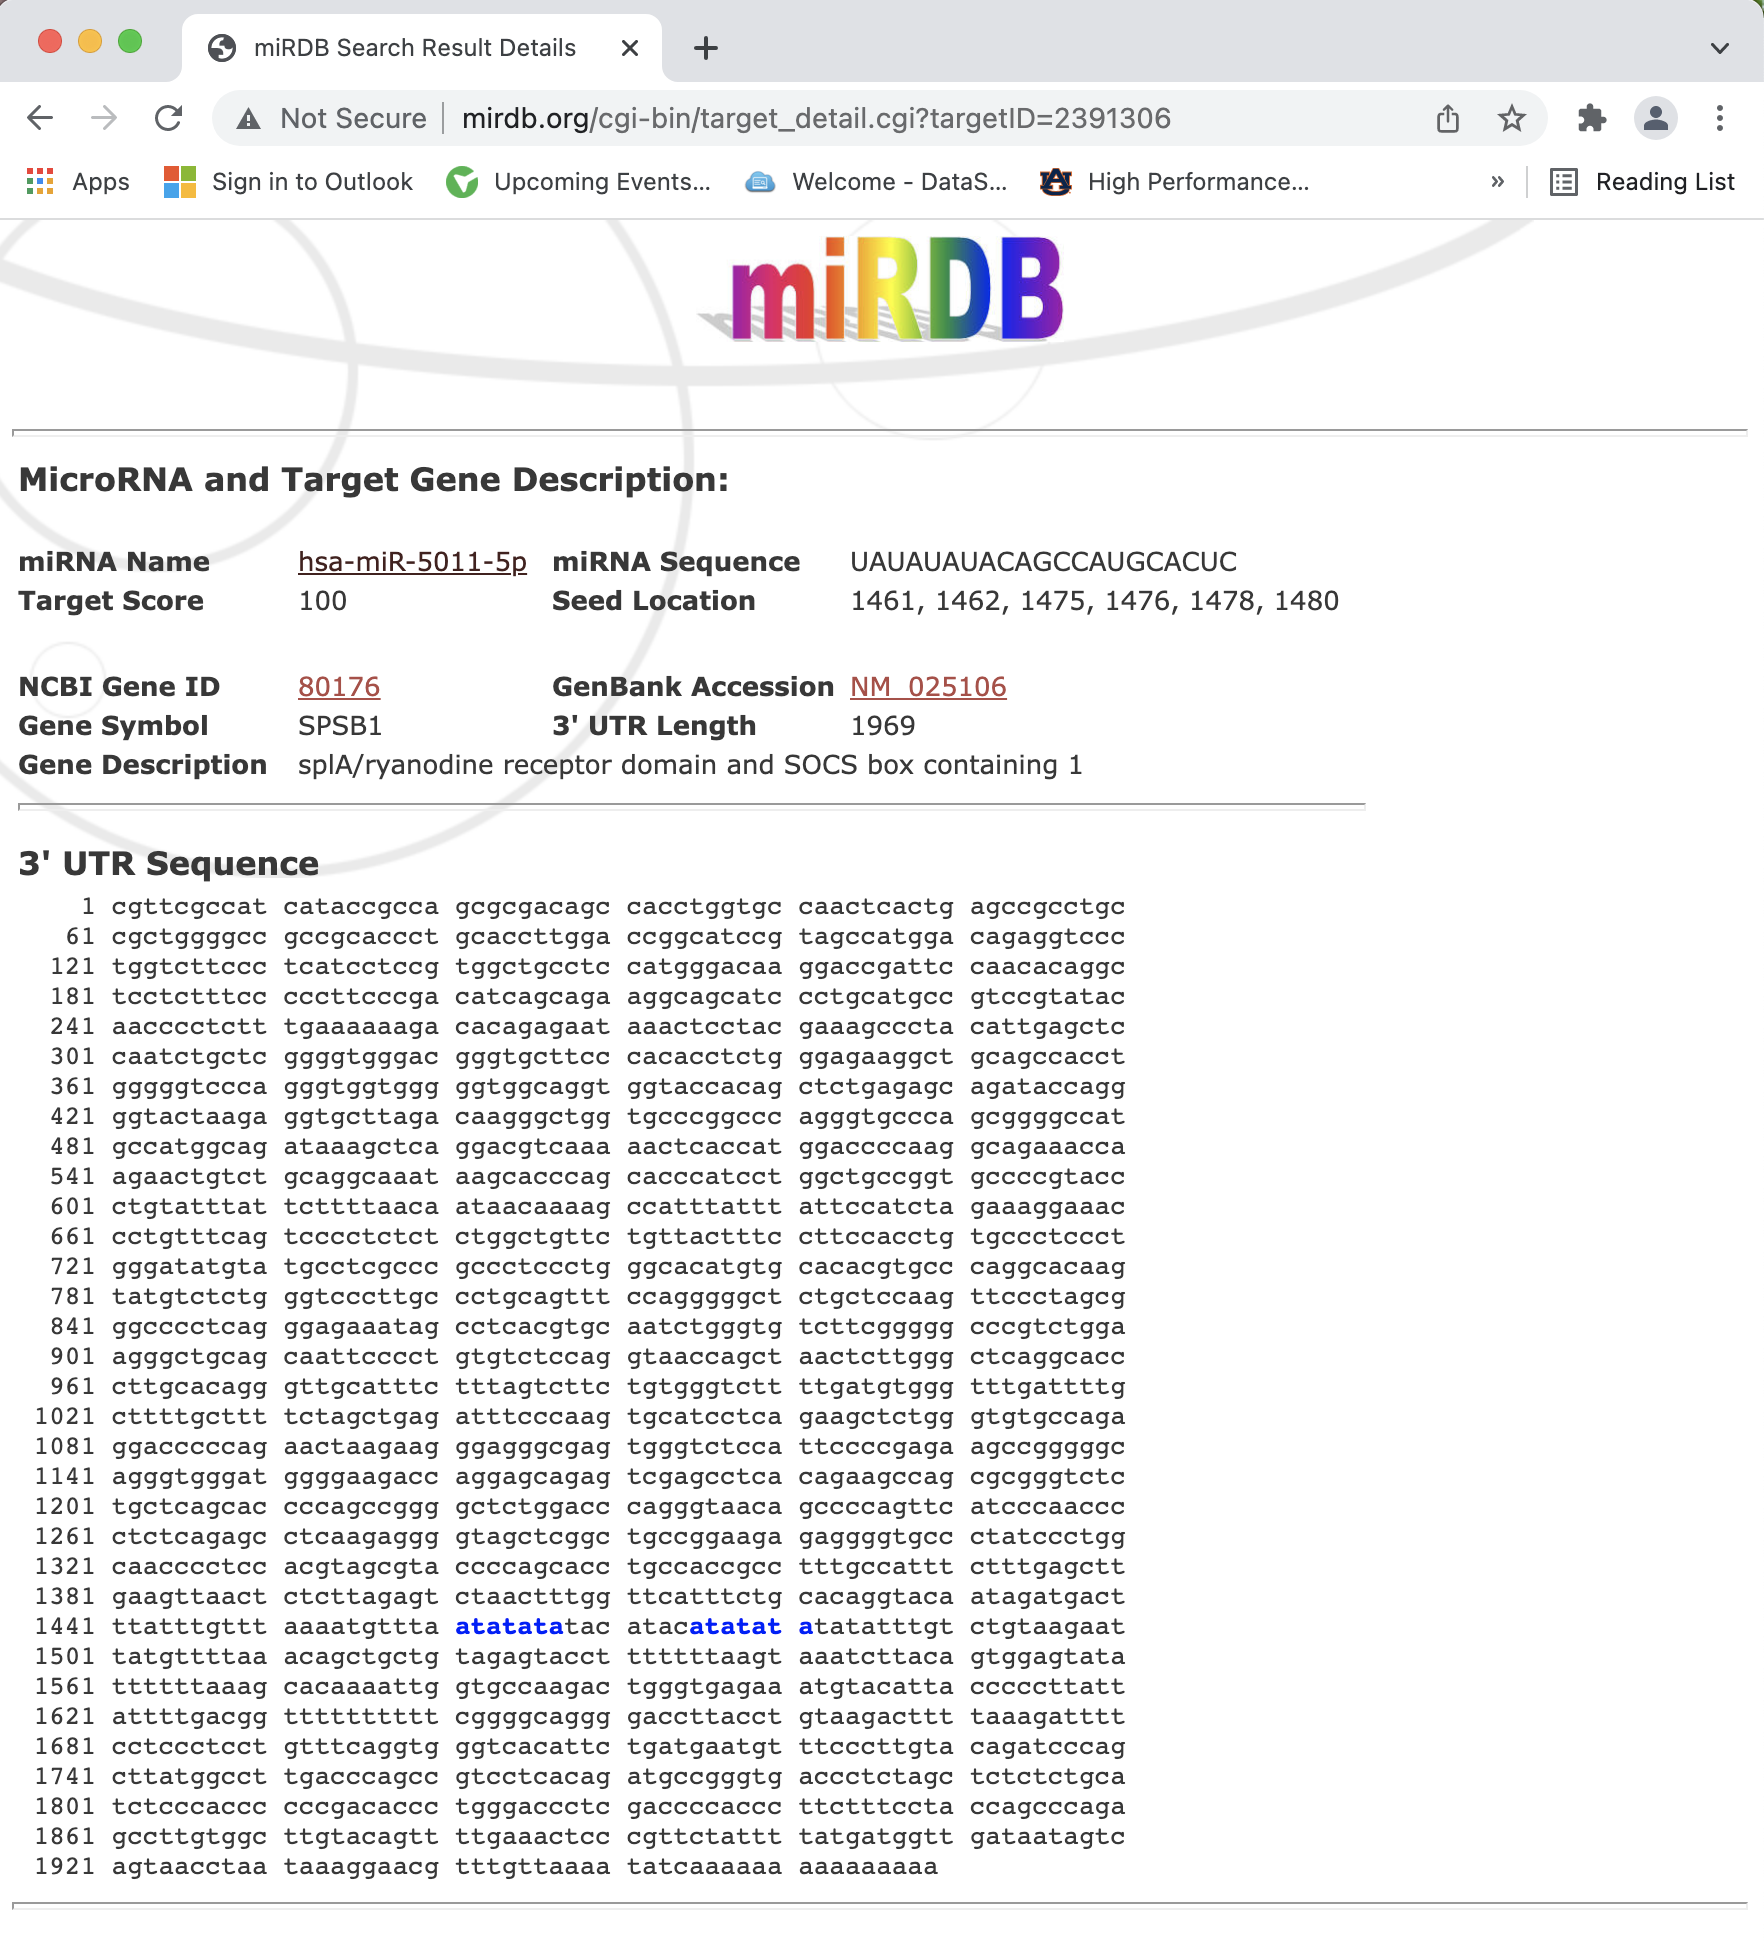 miRDB Search Result Details
Not Secure | mirdb.org/cgi-bin/target_detail.cgi?targetID=2391306
Apps Sign in to Outlook Upcoming Events... Welcome - DataS... High Performance... » Reading List
miRDB
MicroRNA and Target Gene Description:
miRNA Name hsa-miR-5011-5p miRNA Sequence UAUAUAUACAGCCAUGCACUC
Target Score 100 Seed Location 1461, 1462, 1475, 1476, 1478, 1480
NCBI Gene ID 80176 GenBank Accession NM_025106
Gene Symbol SPSB1 3' UTR Length 1969
Gene Description splA/ryanodine receptor domain and SOCS box containing 1
3' UTR Sequence
1 cgttcgccat cataccgcca gcgcgacagc cacctggtgc caactcactg agccgcctgc
61 cgctggggcc gccgcaccct gcaccttgga ccggcatccg tagccatgga cagaggtccc
121 tggtcttccc tcatcctccg tggctgcctc catgggacaa ggaccgattc caacacaggc
181 tcctctttcc cccttcccga catcagcaga aggcagcatc cctgcatgcc gtccgtatac
241 aacccctctt tgaaaaaaga cacagagaat aaactcctac gaaagcccta cattgagctc
301 caatctgctc ggggtgggac gggtgcttcc cacacctctg ggagaaggct gcagccacct
361 gggggtccca gggtggtggg ggtggcaggt ggtaccacag ctctgagagc agataccagg
421 ggtactaaga ggtgcttaga caagggctgg tgcccggccc agggtgccca gcggggccat
481 gccatggcag ataaagctca ggacgtcaaa aactcaccat ggaccccaag gcagaaacca
541 agaactgtct gcaggcaaat aagcacccag cacccatcct ggctgccggt gccccgtacc
601 ctgtatttat tcttttaaca ataacaaaag ccatttattt attccatcta gaaaggaaac
661 cctgtttcag tcccctctct ctggctgttc tgttactttc cttccacctg tgccctccct
721 gggatatgta tgcctcgccc gccctccctg ggcacatgtg cacacgtgcc caggcacaag
781 tatgtctctg ggtcccttgc cctgcagttt ccagggggct ctgctccaag ttccctagcg
841 ggcccctcag ggagaaatag cctcacgtgc aatctgggtg tcttcggggg cccgtctgga
901 agggctgcag caattcccct gtgtctccag gtaaccagct aactcttggg ctcaggcacc
961 cttgcacagg gttgcatttc tttagtcttc tgtgggtctt ttgatgtggg tttgattttg
1021 cttttgcttt tctagctgag atttcccaag tgcatcctca gaagctctgg gtgtgccaga
1081 ggacccccag aactaagaag ggagggcgag tgggtctcca ttccccgaga agccgggggc
1141 agggtgggat ggggaagacc aggagcagag tcgagcctca cagaagccag cgcgggtctc
1201 tgctcagcac cccagccggg gctctggacc cagggtaaca gccccagttc atcccaaccc
1261 ctctcagagc ctcaagaggg gtagctcggc tgccggaaga gaggggtgcc ctatccctgg
1321 caacccctcc acgtagcgta ccccagcacc tgccaccgcc tttgccattt ctttgagctt
1381 gaagttaact ctcttagagt ctaactttgg ttcatttctg cacaggtaca atagatgact
1441 ttatttgttt aaaatgttta atatatatac atacatatat atatatttgt ctgtaagaat
1501 tatgttttaa acagctgctg tagagtacct ttttttaagt aaatcttaca gtggagtata
1561 ttttttaaag cacaaaattg gtgccaagac tgggtgagaa atgtacatta cccccttatt
1621 attttgacgg tttttttttt cggggcaggg gaccttacct gtaagacttt taaagatttt
1681 cctccctcct gtttcaggtg ggtcacattc tgatgaatgt ttcccttgta cagatcccag
1741 cttatggcct tgacccagcc gtcctcacag atgccgggtg accctctagc tctctctgca
1801 tctcccaccc cccgacaccc tgggaccctc gaccccaccc ttctttccta ccagcccaga
1861 gccttgtggc ttgtacagtt ttgaaactcc cgttctattt tatgatggtt gataatagtc
1921 agtaacctaa taaaggaacg tttgttaaaa tatcaaaaaa aaaaaaaaa